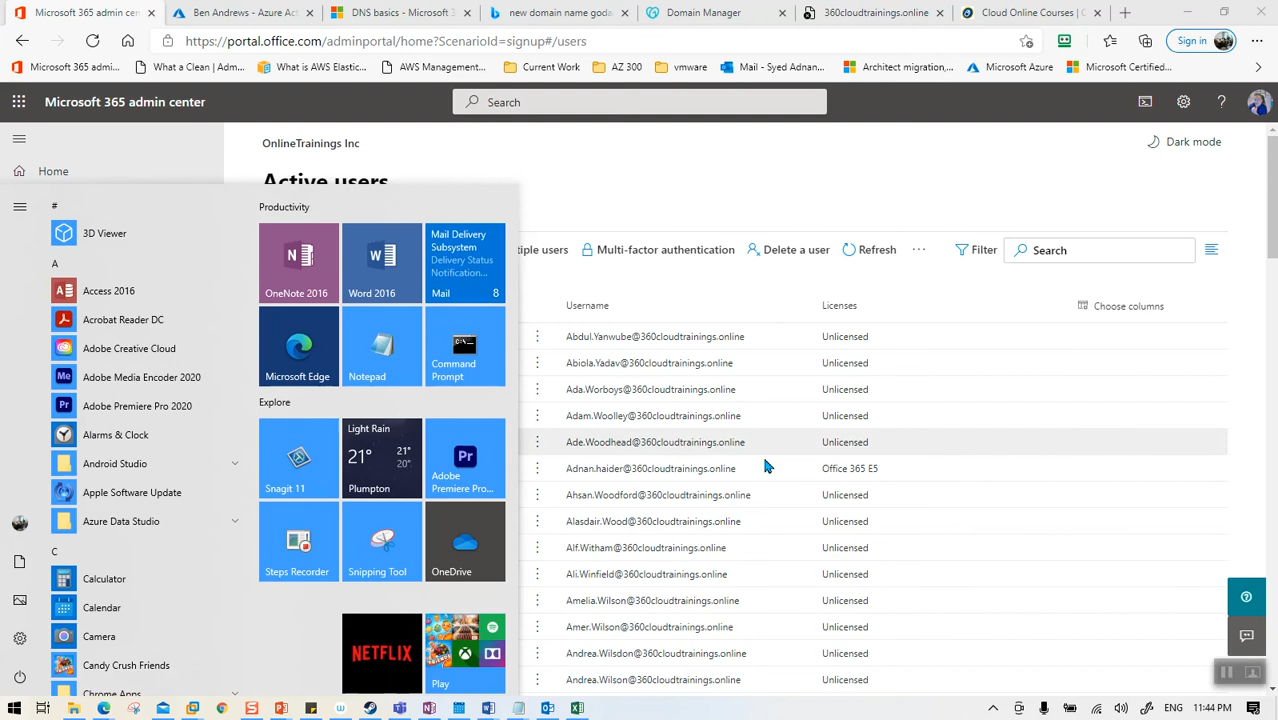 Microsoft 365 admin center
Ben Andrews - Azure Act
DNS basics - Microsoft 3
new domain name goda
Domain Manager
360cloudtrainings.online
Cloud Online Courses | C
https://portal.office.com/adminportal/home?ScenarioId=signup#/users
Sign in
Microsoft 365 admi...
What a Clean | Adm...
What is AWS Elastic...
AWS Management...
Current Work
AZ 300
vmware
Mail - Syed Adnan...
Architect migration,...
Microsoft Azure
Microsoft Certified...
Microsoft 365 admin center
Search
OnlineTrainings Inc
Dark mode
Home
Active users
tiple users
Multi-factor authentication
Delete a user
Refresh
Filter
Search
Username
Licenses
Choose columns
Abdul.Yanwube@360cloudtrainings.online
Unlicensed
Abiola.Yadav@360cloudtrainings.online
Unlicensed
Ada.Worboys@360cloudtrainings.online
Unlicensed
Adam.Woolley@360cloudtrainings.online
Unlicensed
Ade.Woodhead@360cloudtrainings.online
Unlicensed
Adnan.haider@360cloudtrainings.online
Office 365 E5
Ahsan.Woodford@360cloudtrainings.online
Unlicensed
Alasdair.Wood@360cloudtrainings.online
Unlicensed
Alf.Witham@360cloudtrainings.online
Unlicensed
Ali.Winfield@360cloudtrainings.online
Unlicensed
Amelia.Wilson@360cloudtrainings.online
Unlicensed
Amer.Wilson@360cloudtrainings.online
Unlicensed
Andrea.Wilsdon@360cloudtrainings.online
Unlicensed
Andrea.Wilson@360cloudtrainings.online
Unlicensed
#
3D Viewer
A
Access 2016
Acrobat Reader DC
Adobe Creative Cloud
Adobe Media Encoder 2020
Adobe Premiere Pro 2020
Alarms & Clock
Android Studio
Apple Software Update
Azure Data Studio
C
Calculator
Calendar
Camera
Candy Crush Friends
Chrome Apps
Productivity
OneNote 2016
Word 2016
Mail Delivery
Subsystem
Delivery Status
Notification...
Mail 8
Microsoft Edge
Notepad
Command
Prompt
Explore
Snagit 11
Light Rain
21°
21°
20°
Plumpton
Pr
Adobe
Premiere Pro...
Steps Recorder
Snipping Tool
OneDrive
NETFLIX
Play
ENG
11:44 PM